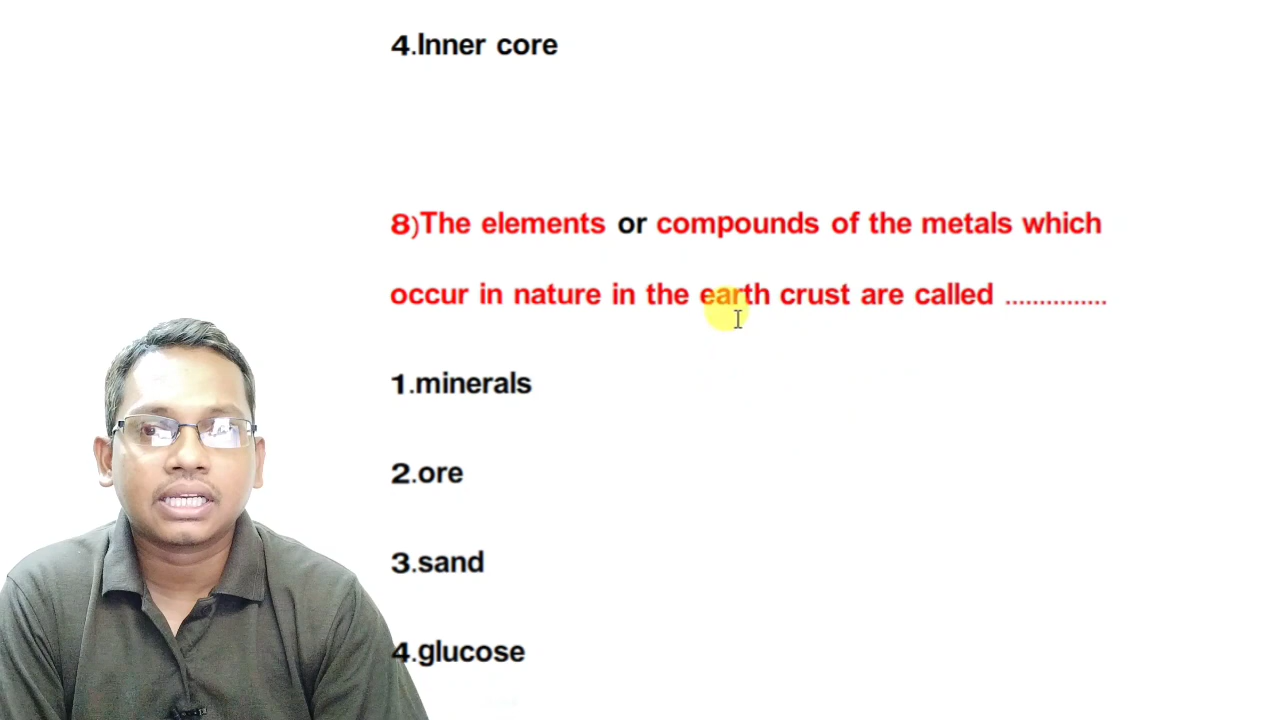 4.Inner core
8)The elements or compounds of the metals which
occur in nature in the earth crust are called ...............
1.minerals
2.ore
3.sand
4.glucose